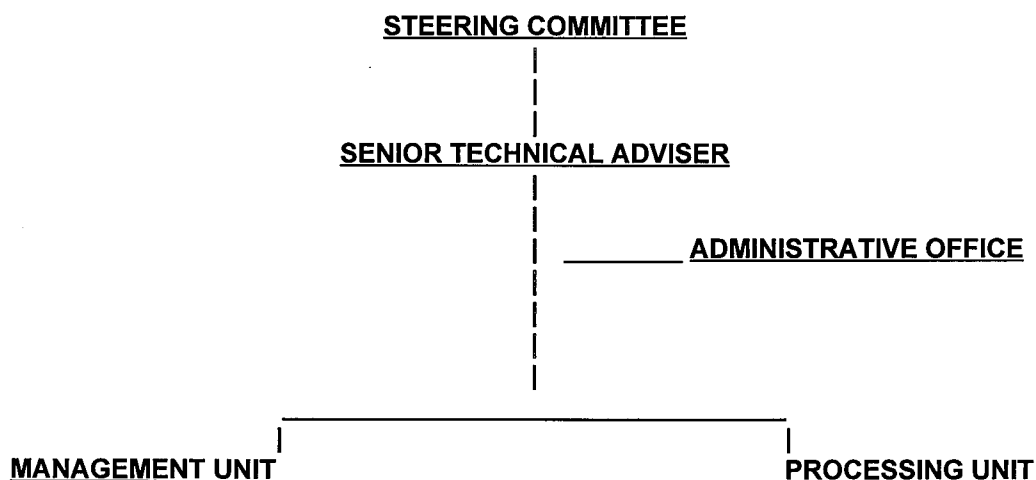 STEERING COMMITTEE
SENIOR TECHNICAL ADVISER
ADMINISTRATIVE OFFICE
MANAGEMENT UNIT
PROCESSING UNIT